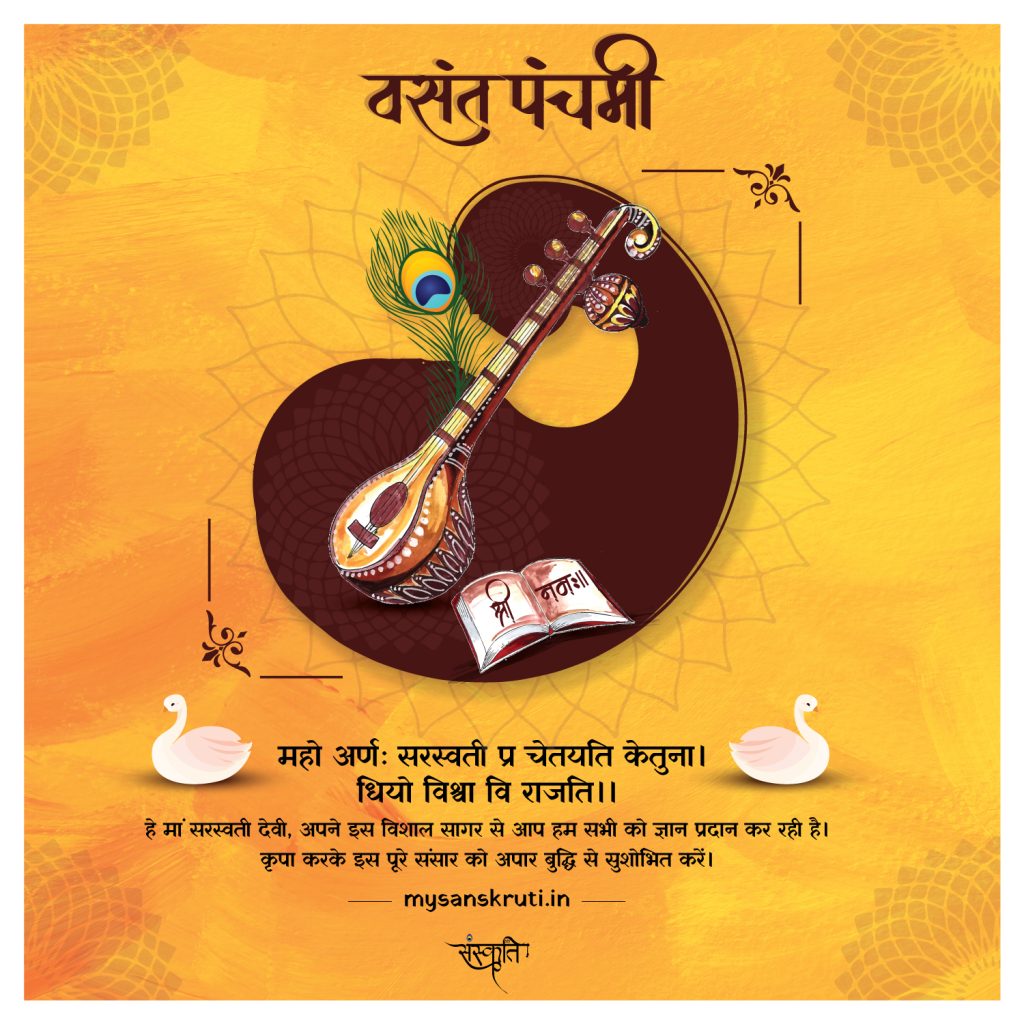 वसंत पंचमी
श्री नमः॥
महो अर्णः सरस्वती प्र चेतयति केतुना।
धियो विश्वा वि राजति।।
हे मां सरस्वती देवी, अपने इस विशाल सागर से आप हम सभी को ज्ञान प्रदान कर रही है।
कृपा करके इस पूरे संसार को अपार बुद्धि से सुशोभित करें।
mysanskruti.in
संस्कृति